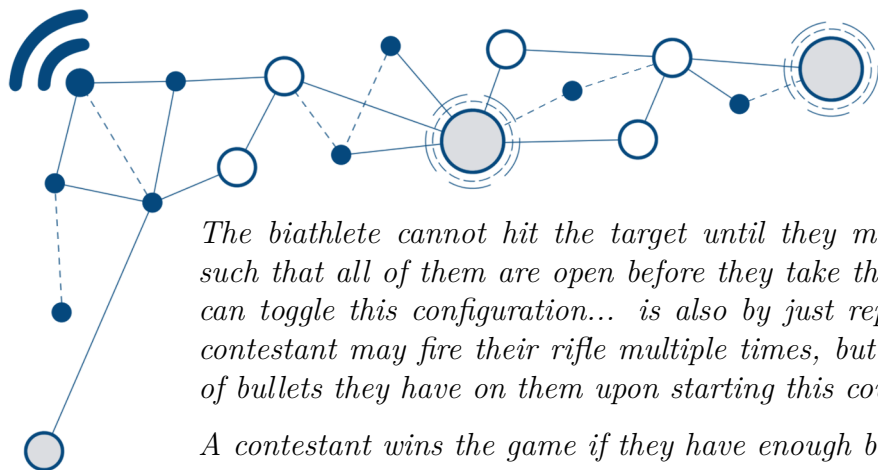 The biathlete cannot hit the target until they m
such that all of them are open before they take th
can toggle this configuration... is also by just rep
contestant may fire their rifle multiple times, but
of bullets they have on them upon starting this co
A contestant wins the game if they have enough b